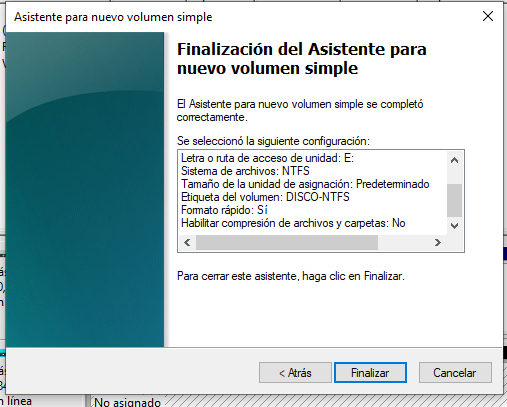 Asistente para nuevo volumen simple
Finalización del Asistente para
nuevo volumen simple
El Asistente para nuevo volumen simple se completó
correctamente.
Se seleccionó la siguiente configuración:
Letra o ruta de acceso de unidad: E:
Sistema de archivos: NTFS
Tamaño de la unidad de asignación: Predeterminado
Etiqueta del volumen: DISCO-NTFS
Formato rápido: Sí
Habilitar compresión de archivos y carpetas: No
Para cerrar este asistente, haga clic en Finalizar.
< Atrás
Finalizar
Cancelar
n línea
No asignado